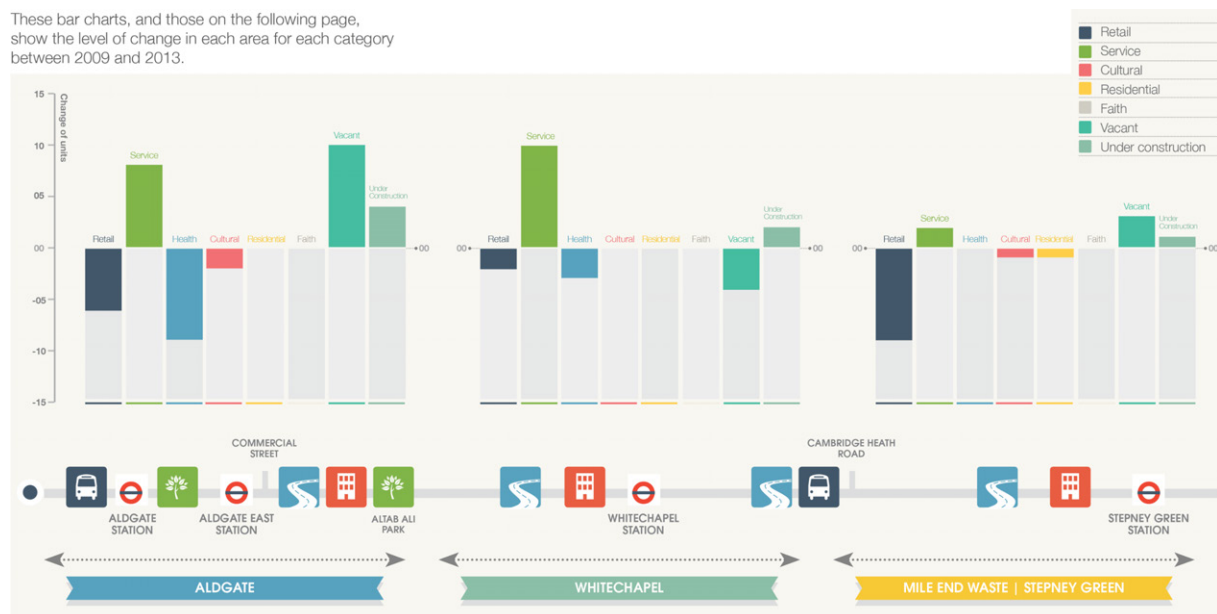 These bar charts, and those on the following page,
show the level of change in each area for each category
between 2009 and 2013.
Retail
Service
Cultural
Residential
Faith
Vacant
Under construction
Change of units
15
10
05
00
-05
-10
-15
Retail
Service
Health
Cultural
Residential
Faith
Vacant
Under
Construction
00
00
Retail
Service
Health
Cultural
Residential
Faith
Vacant
Under
Construction
00
00
Retail
Service
Health
Cultural
Residential
Faith
Vacant
Under
Construction
00
COMMERCIAL
STREET
CAMBRIDGE HEATH
ROAD
ALDGATE
STATION
ALDGATE EAST
STATION
ALTAB ALI
PARK
WHITECHAPEL
STATION
STEPNEY GREEN
STATION
ALDGATE
WHITECHAPEL
MILE END WASTE | STEPNEY GREEN